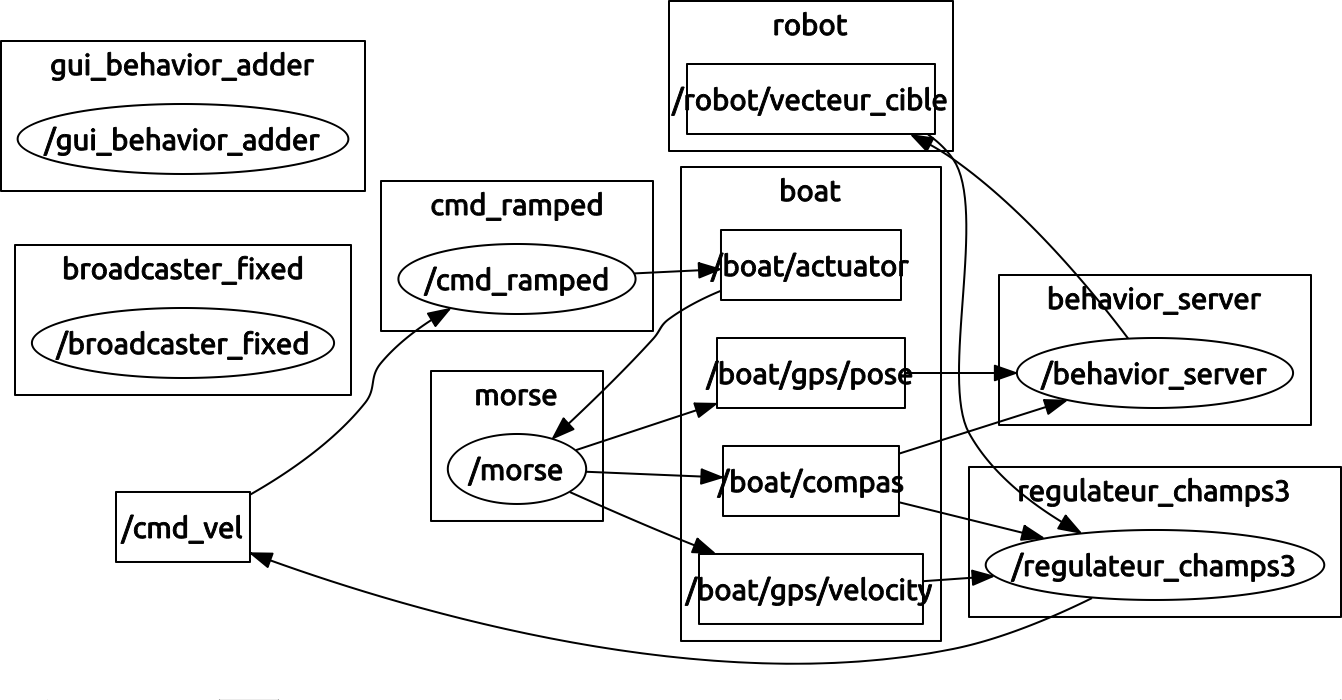 robot
/robot/vecteur_cible
gui_behavior_adder
/gui_behavior_adder
boat
cmd_ramped
/cmd_ramped
/boat/actuator
broadcaster_fixed
/broadcaster_fixed
behavior_server
/behavior_server
/boat/gps/pose
morse
/morse
/boat/compas
regulateur_champs3
/regulateur_champs3
/cmd_vel
/boat/gps/velocity